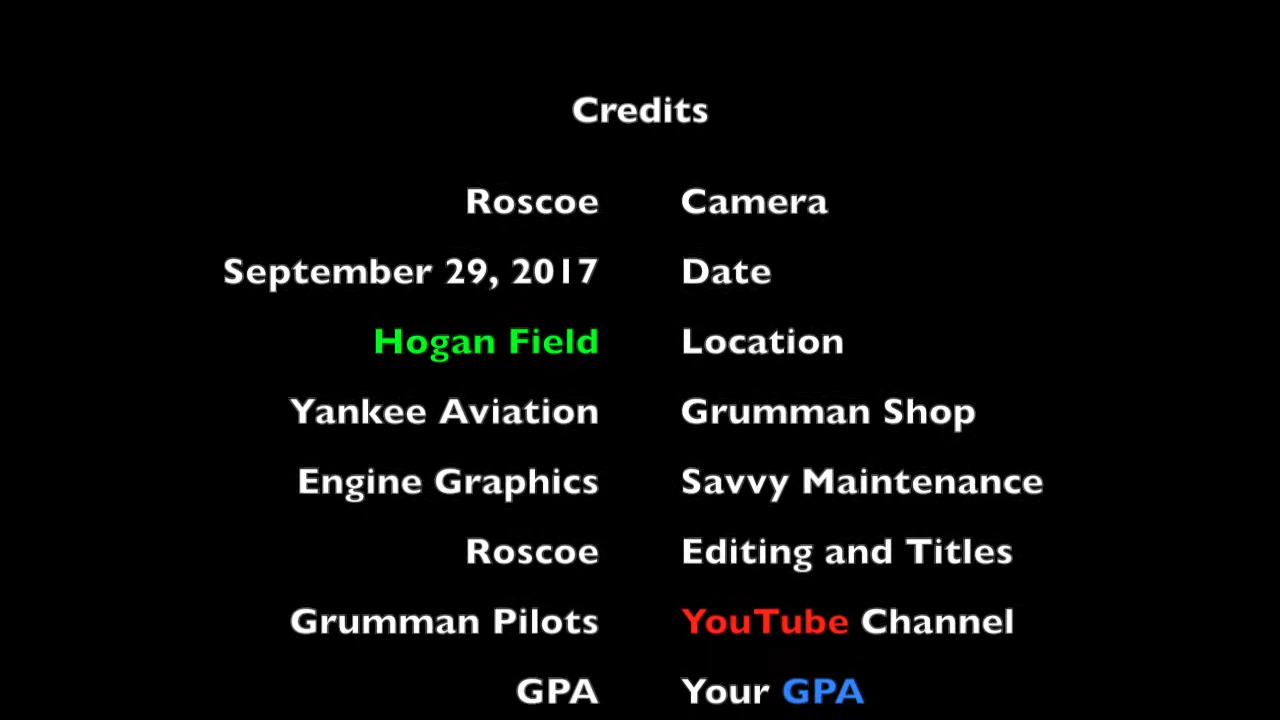 Credits
Roscoe Camera
September 29, 2017 Date
Hogan Field Location
Yankee Aviation Grumman Shop
Engine Graphics Savvy Maintenance
Roscoe Editing and Titles
Grumman Pilots YouTube Channel
GPA Your GPA